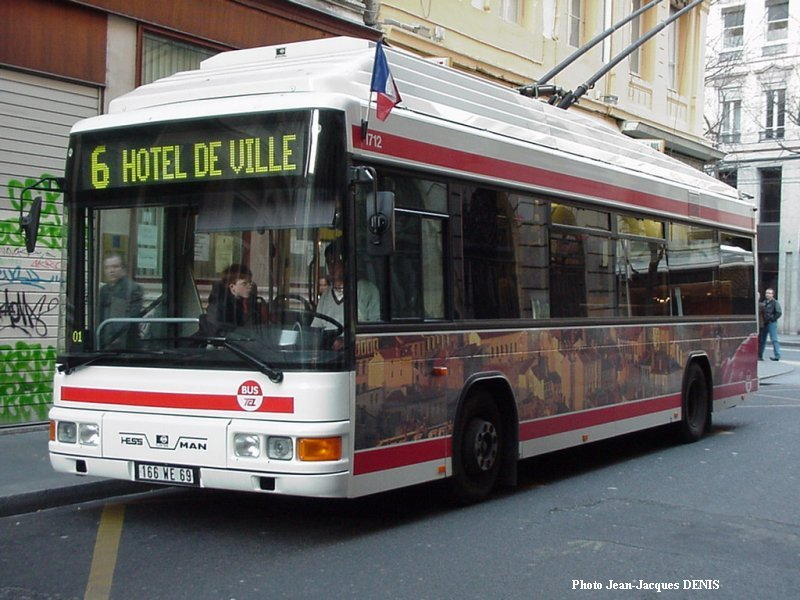 6 HOTEL DE VILLE
1712
01
BUS
TCL
HESS MAN
166 WE 69
Photo Jean-Jacques DENIS